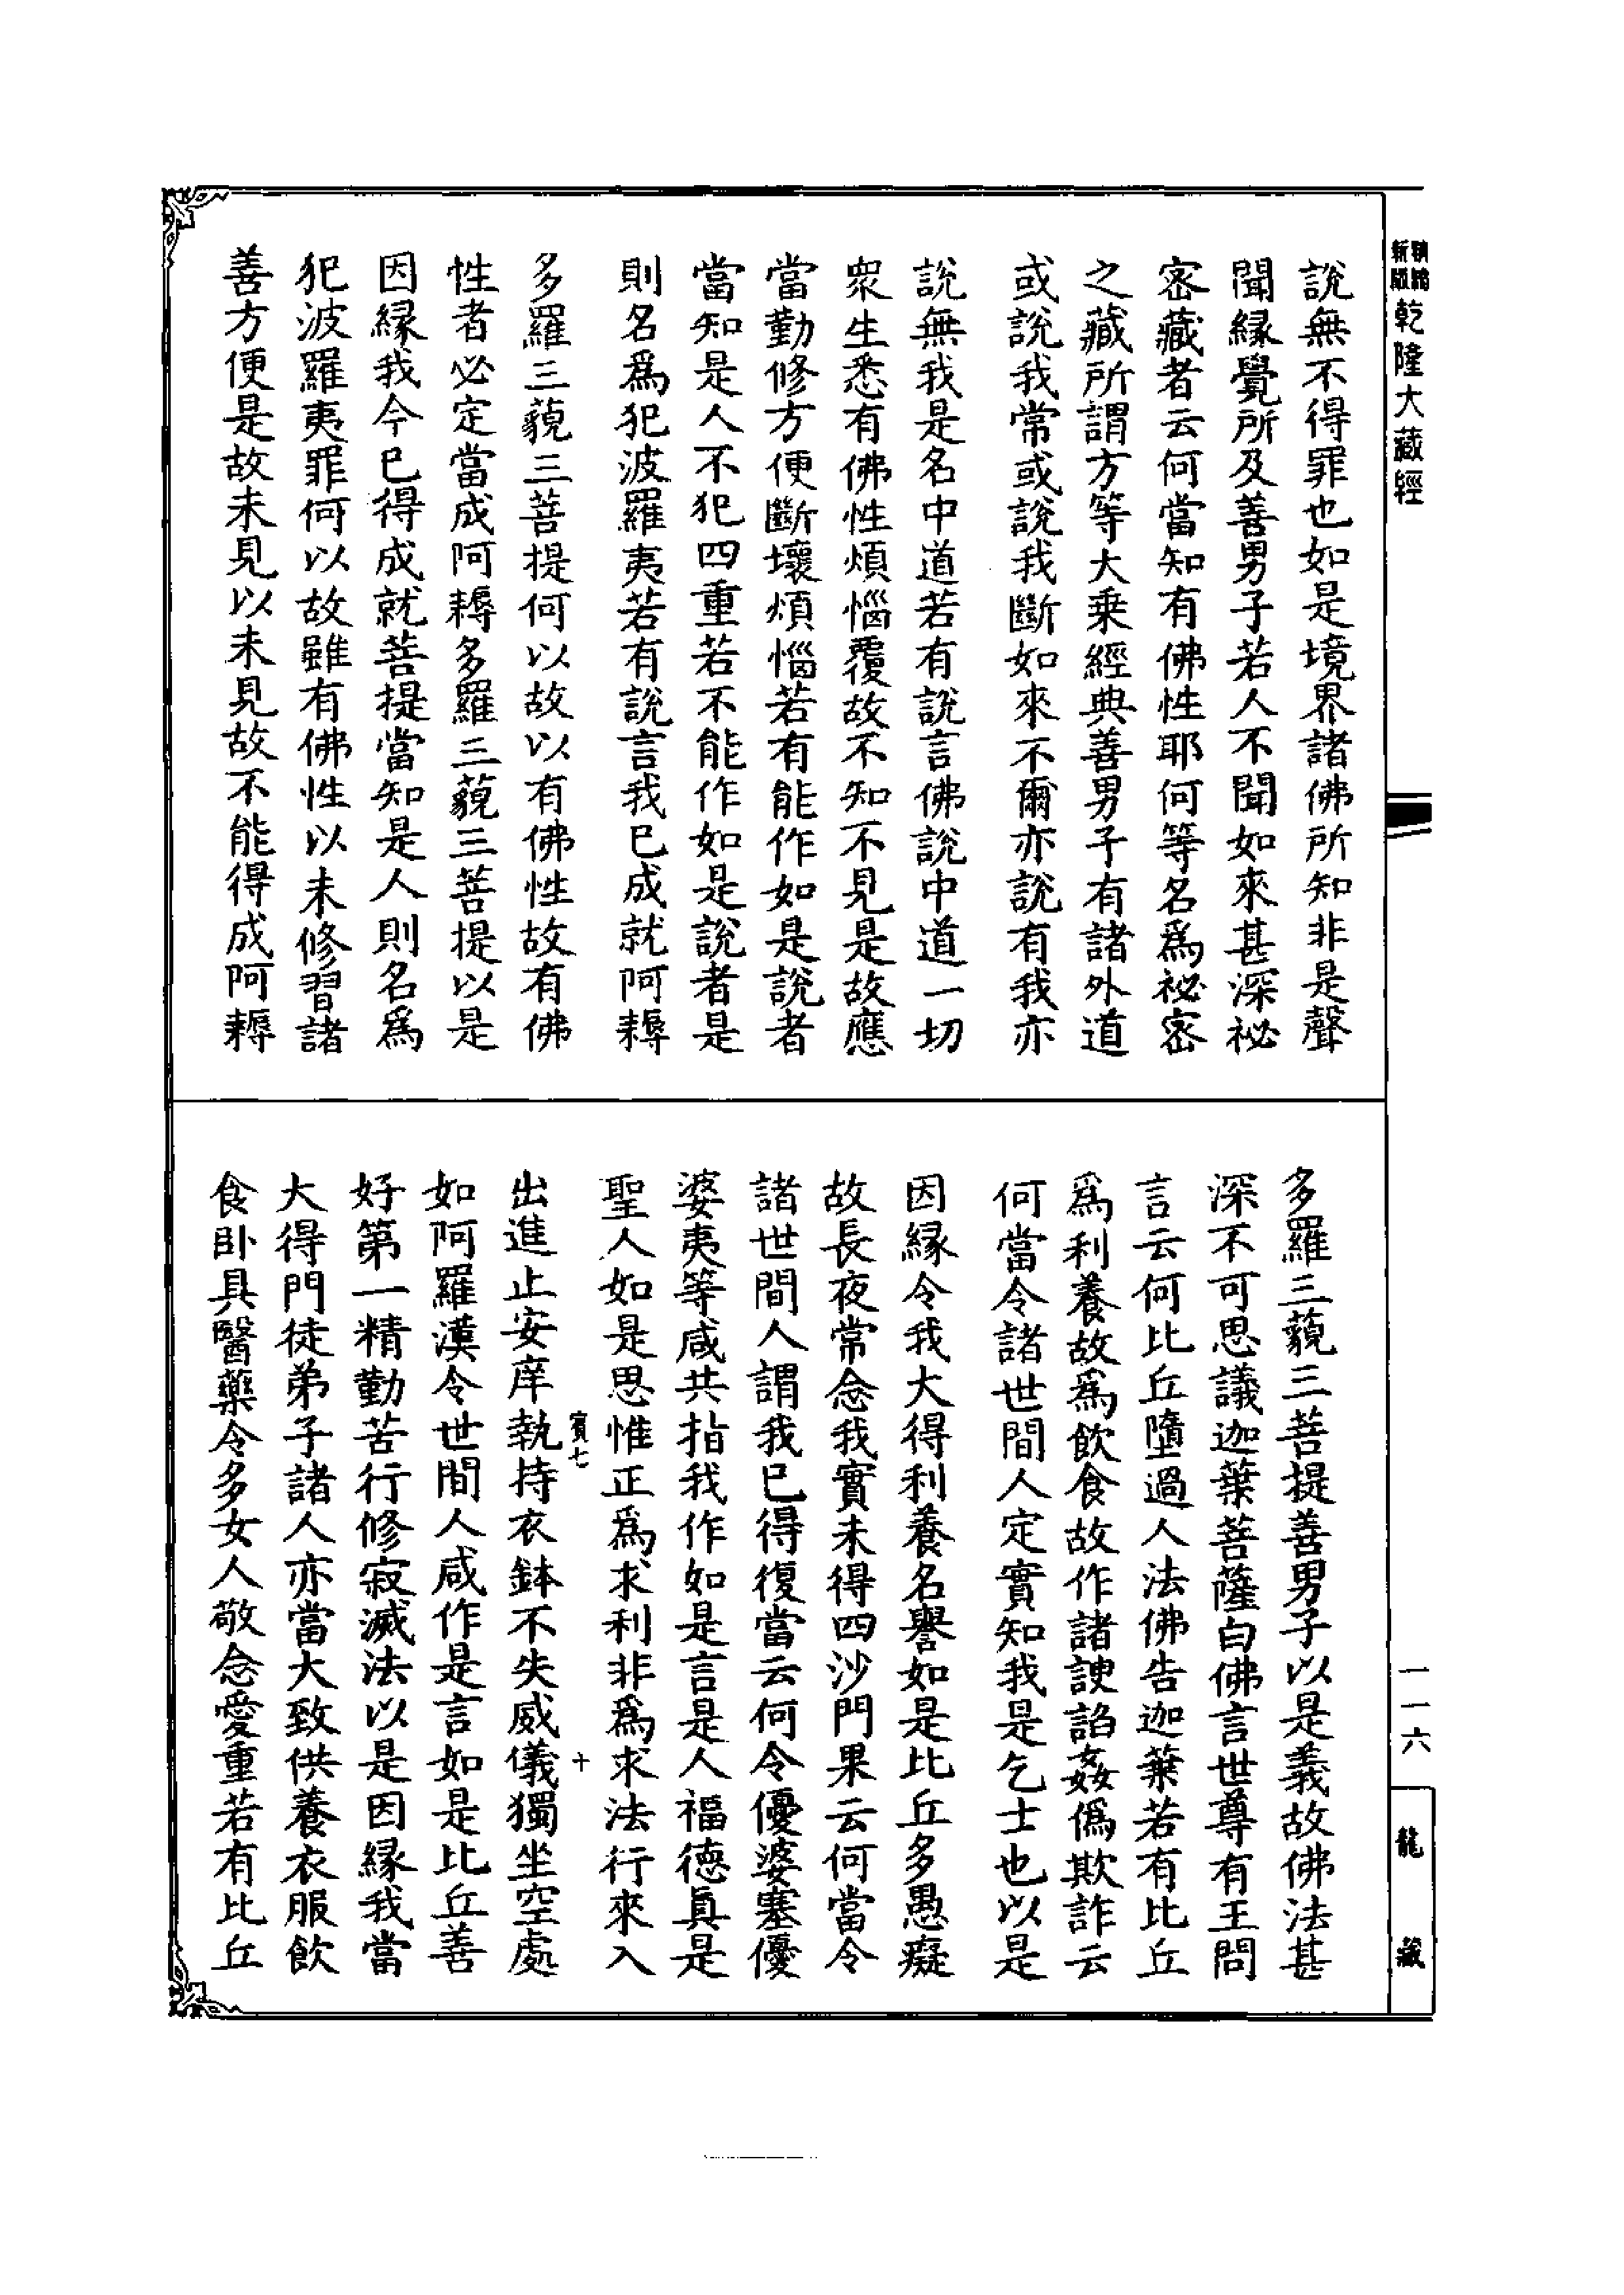 新版精縮
乾隆大藏經
說無不得罪也如是境界諸佛所知非是聲
聞緣覺所及善男子若人不聞如來甚深祕
密藏者云何當知有佛性耶何等名爲祕密
之藏所謂方等大乘經典善男子有諸外道
或說我常或說我斷如來不爾亦說有我亦
說無我是名中道若有說言佛說中道一切
衆生悉有佛性煩惱覆故不知不見是故應
當勤修方便斷壞煩惱若有能作如是說者
當知是人不犯四重若不能作如是說者是
則名爲犯波羅夷若有說言我已成就阿耨
多羅三藐三菩提何以故以有佛性故有佛
性者必定當成阿耨多羅三藐三菩提以是
因緣我今已得成就菩提當知是人則名爲
犯波羅夷罪何以故雖有佛性以未修習諸
善方便是故未見以未見故不能得成阿耨
多羅三藐三菩提善男子以是義故佛法甚
深不可思議迦葉菩薩白佛言世尊有王問
言云何比丘墮過人法佛告迦葉若有比丘
爲利養故爲飲食故作諸諛諂姦僞欺詐云
何當令諸世間人定實知我是乞士也以是
因緣令我大得利養名譽如是比丘多愚癡
故長夜常念我實未得四沙門果云何當令
諸世間人謂我已得復當云何令優婆塞優
婆夷等咸共指我作如是言是人福德眞是
聖人如是思惟正爲求利非爲求法行來入
出進止安庠執持衣鉢不失威儀獨坐空處
賓七
十
如阿羅漢令世間人咸作是言如是比丘善
好第一精勤苦行修寂滅法以是因緣我當
大得門徒弟子諸人亦當大致供養衣服飲
食卧具醫藥令多女人敬念愛重若有比丘
一一六
龍藏